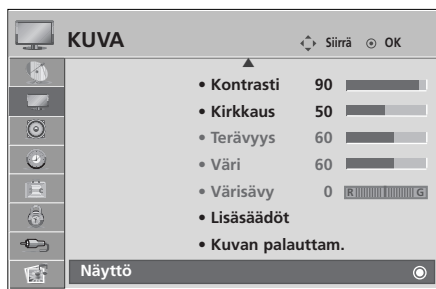 KUVA
Siirrä
OK
• Kontrasti 90
• Kirkkaus 50
• Terävyys 60
• Väri 60
• Värisävy 0 R G
• Lisäsäädöt
• Kuvan palauttam.
Näyttö